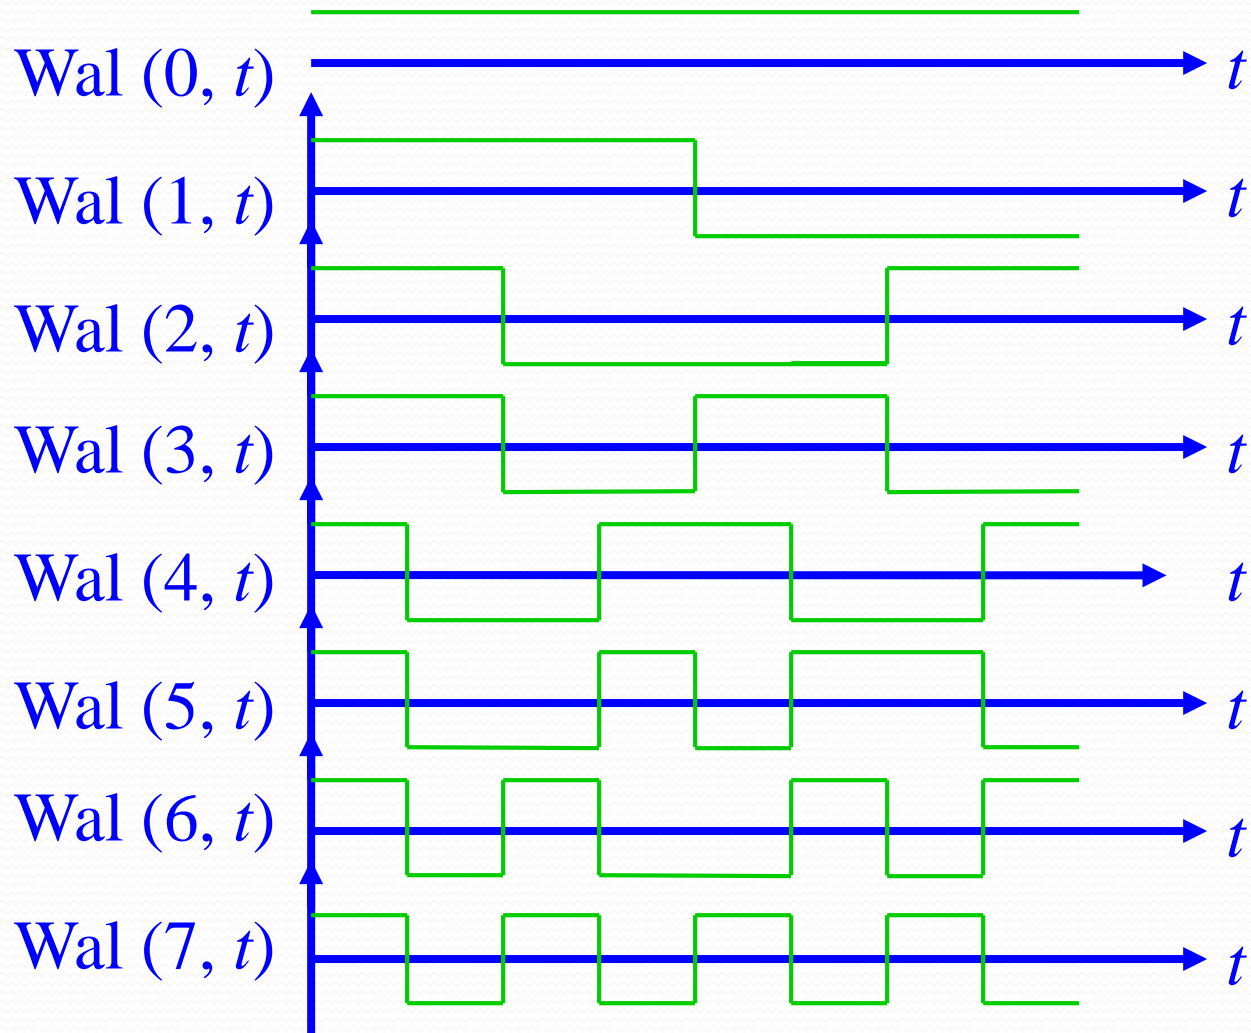 Wal (0, t) t
Wal (1, t) t
Wal (2, t) t
Wal (3, t) t
Wal (4, t) t
Wal (5, t) t
Wal (6, t) t
Wal (7, t) t